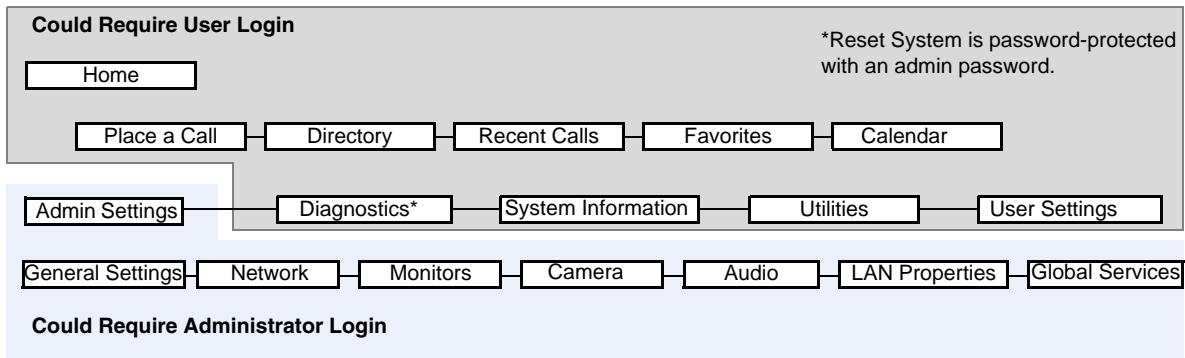 Could Require User Login
*Reset System is password-protected
with an admin password.
Home
Place a Call
Directory
Recent Calls
Favorites
Calendar
Admin Settings
Diagnostics*
System Information
Utilities
User Settings
General Settings
Network
Monitors
Camera
Audio
LAN Properties
Global Services
Could Require Administrator Login